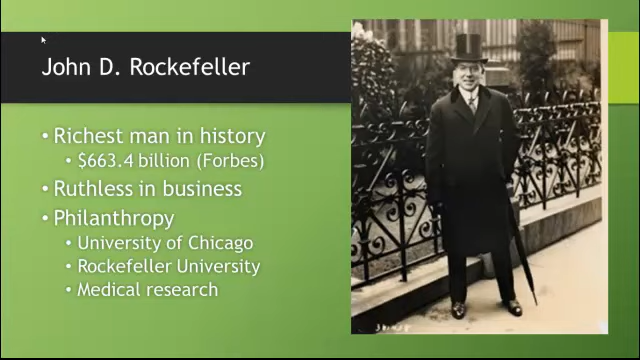 John D. Rockefeller
• Richest man in history
• $663.4 billion (Forbes)
• Ruthless in business
• Philanthropy
• University of Chicago
• Rockefeller University
• Medical research